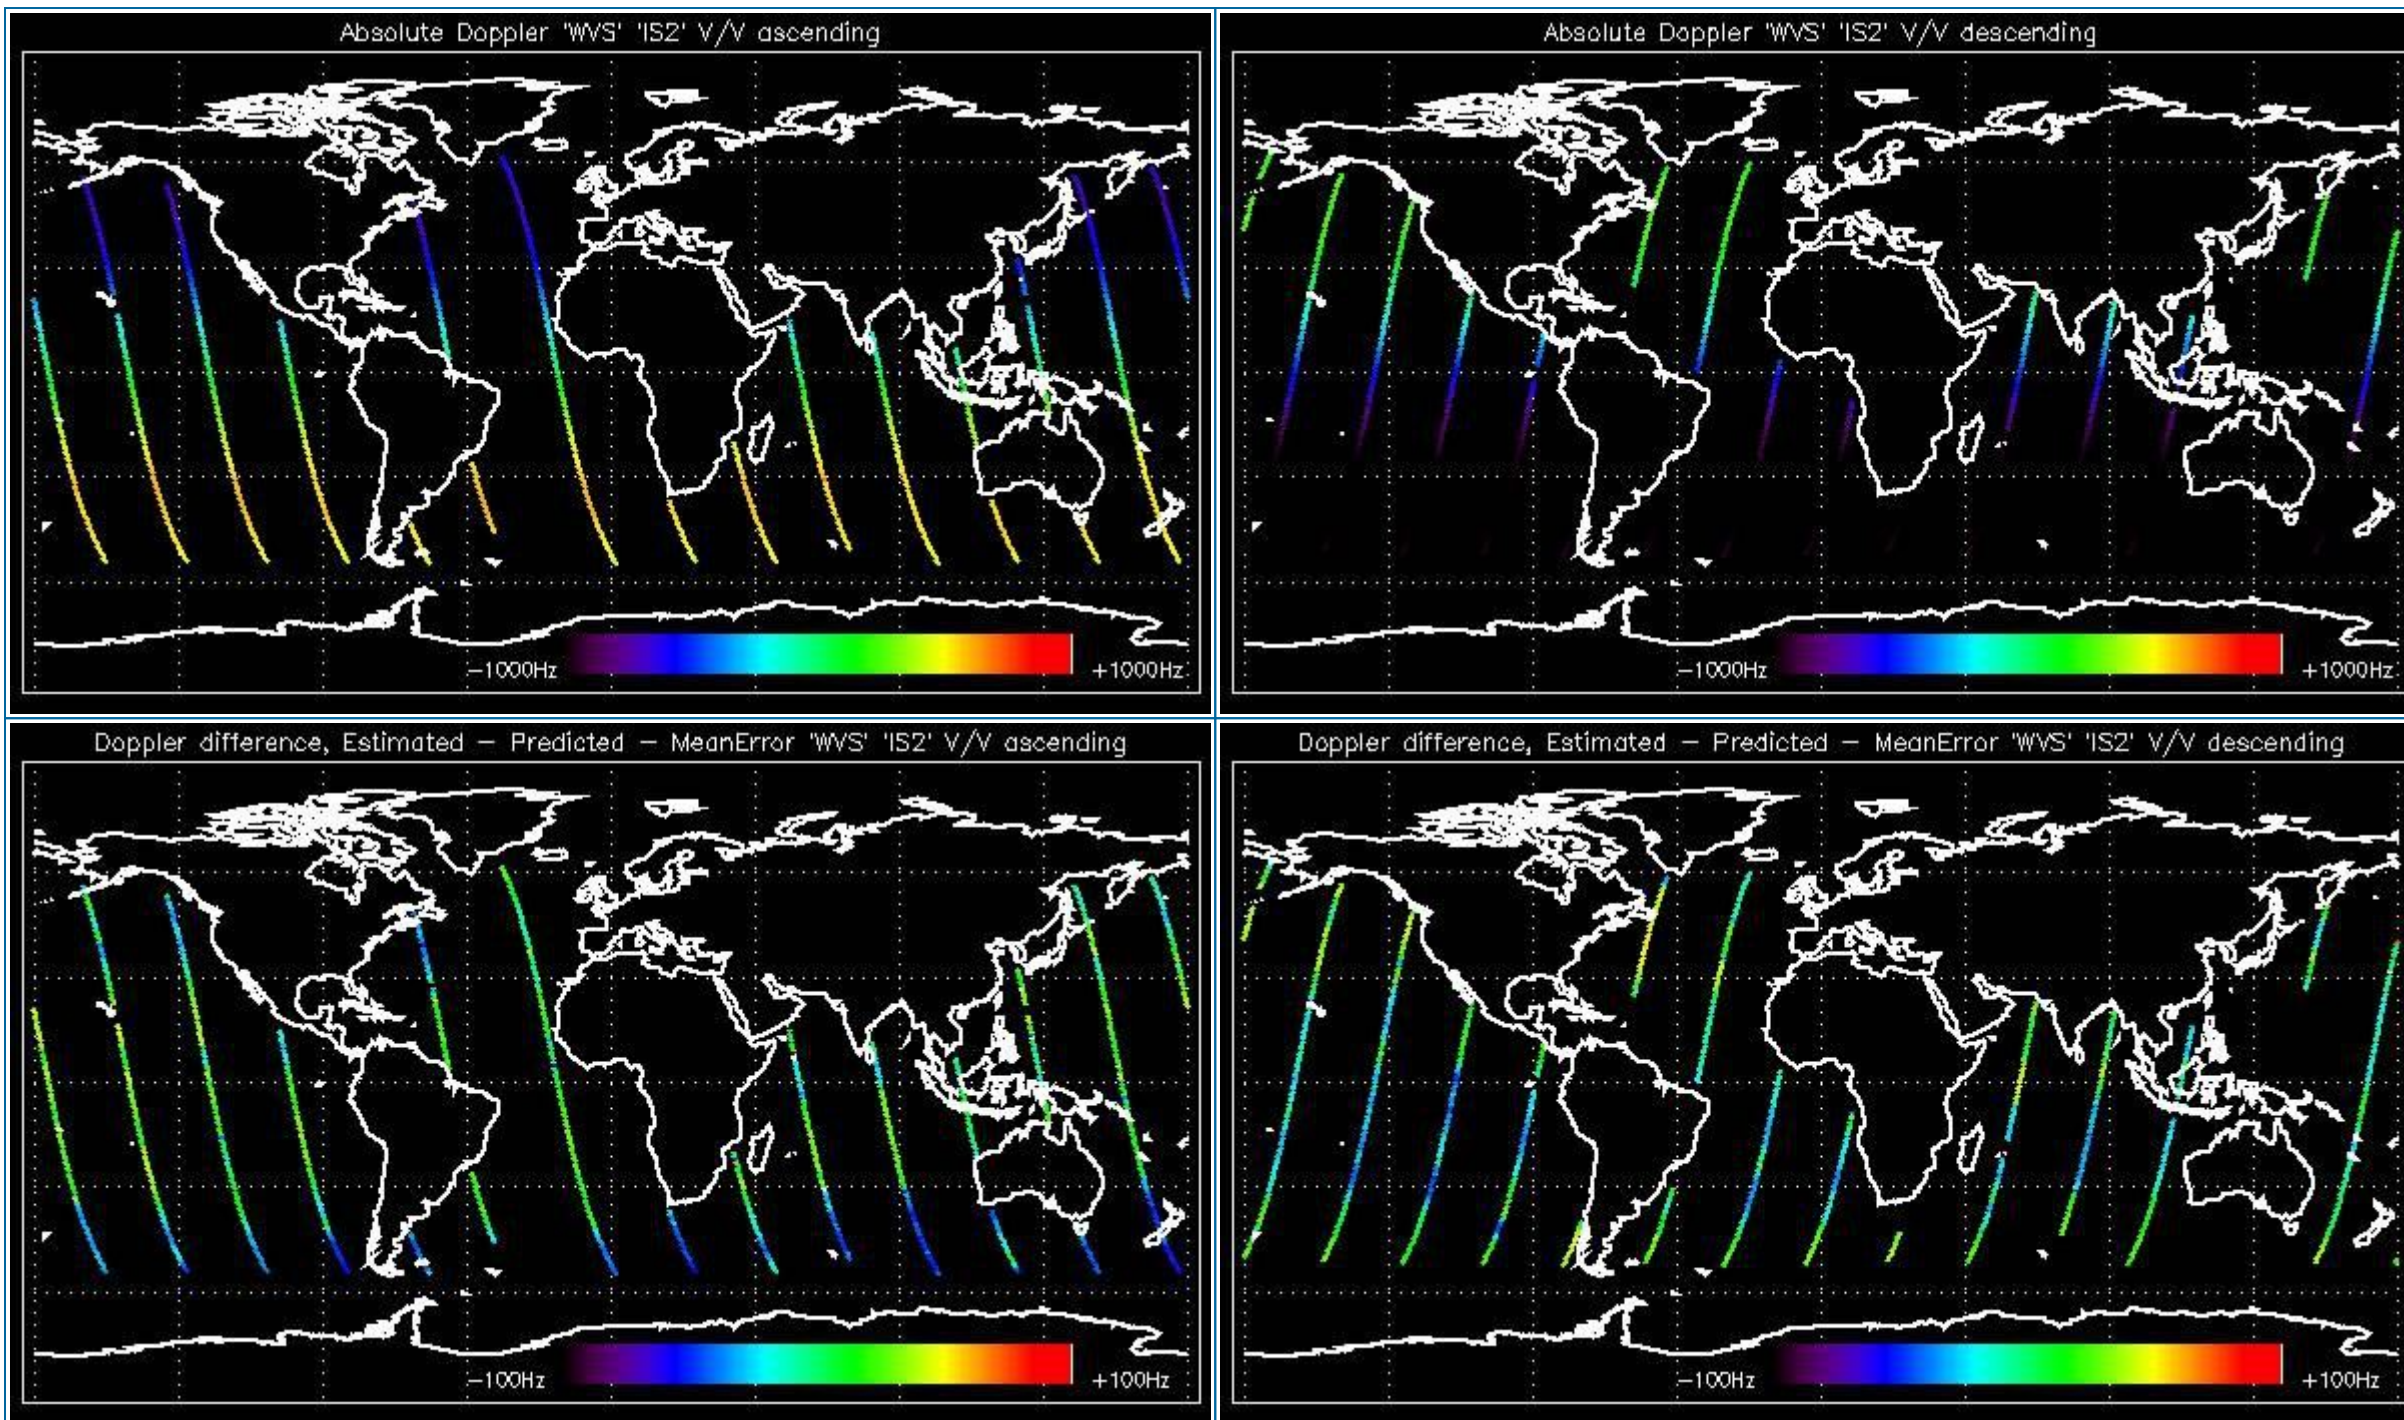 Absolute Doppler 'WVS' 'IS2' V/V ascending
-1000Hz
+1000Hz
Absolute Doppler 'WVS' 'IS2' V/V descending
-1000Hz
+1000Hz
Doppler difference, Estimated - Predicted - MeanError 'WVS' 'IS2' V/V ascending
-100Hz
+100Hz
Doppler difference, Estimated - Predicted - MeanError 'WVS' 'IS2' V/V descending
-100Hz
+100Hz